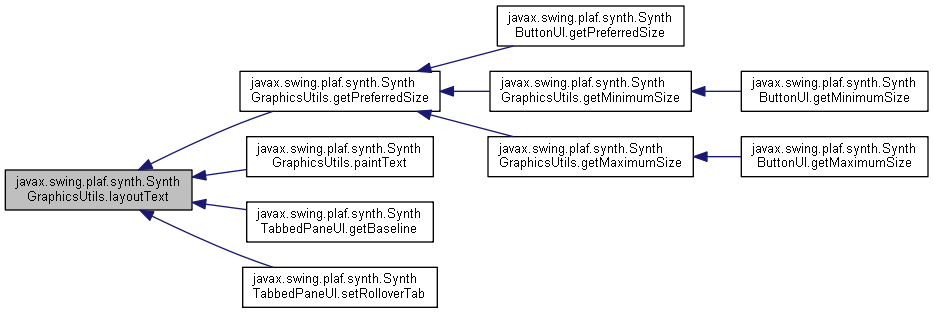 javax.swing.plaf.synth.Synth
ButtonUI.getPreferredSize
javax.swing.plaf.synth.Synth
GraphicsUtils.getPreferredSize
javax.swing.plaf.synth.Synth
GraphicsUtils.getMinimumSize
javax.swing.plaf.synth.Synth
ButtonUI.getMinimumSize
javax.swing.plaf.synth.Synth
GraphicsUtils.paintText
javax.swing.plaf.synth.Synth
GraphicsUtils.getMaximumSize
javax.swing.plaf.synth.Synth
ButtonUI.getMaximumSize
javax.swing.plaf.synth.Synth
GraphicsUtils.layoutText
javax.swing.plaf.synth.Synth
TabbedPaneUI.getBaseline
javax.swing.plaf.synth.Synth
TabbedPaneUI.setRolloverTab